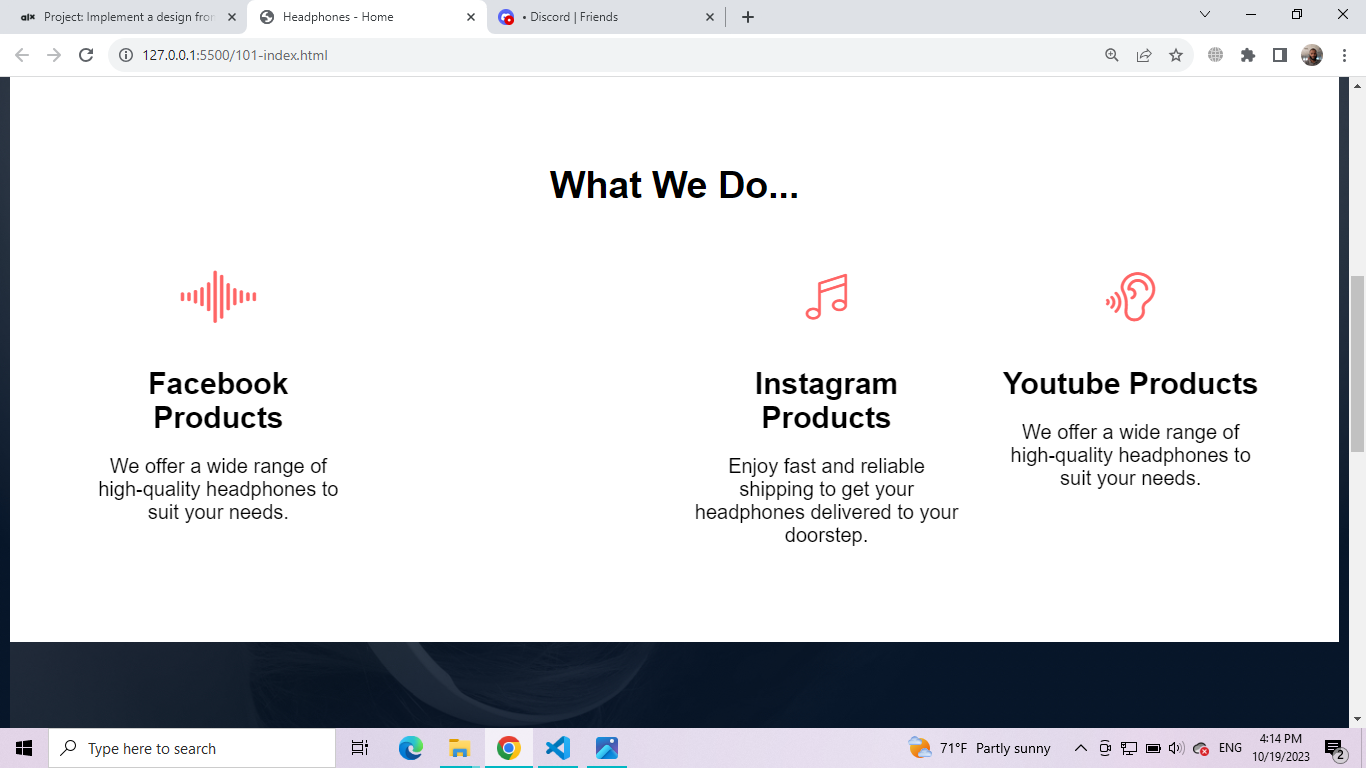 alx Project: Implement a design fror
Headphones - Home
• Discord | Friends
127.0.0.1:5500/101-index.html
What We Do...
Facebook
Products
We offer a wide range of
high-quality headphones to
suit your needs.
Instagram
Products
Enjoy fast and reliable
shipping to get your
headphones delivered to your
doorstep.
Youtube Products
We offer a wide range of
high-quality headphones to
suit your needs.
Type here to search
71°F Partly sunny
ENG
4:14 PM
10/19/2023
2